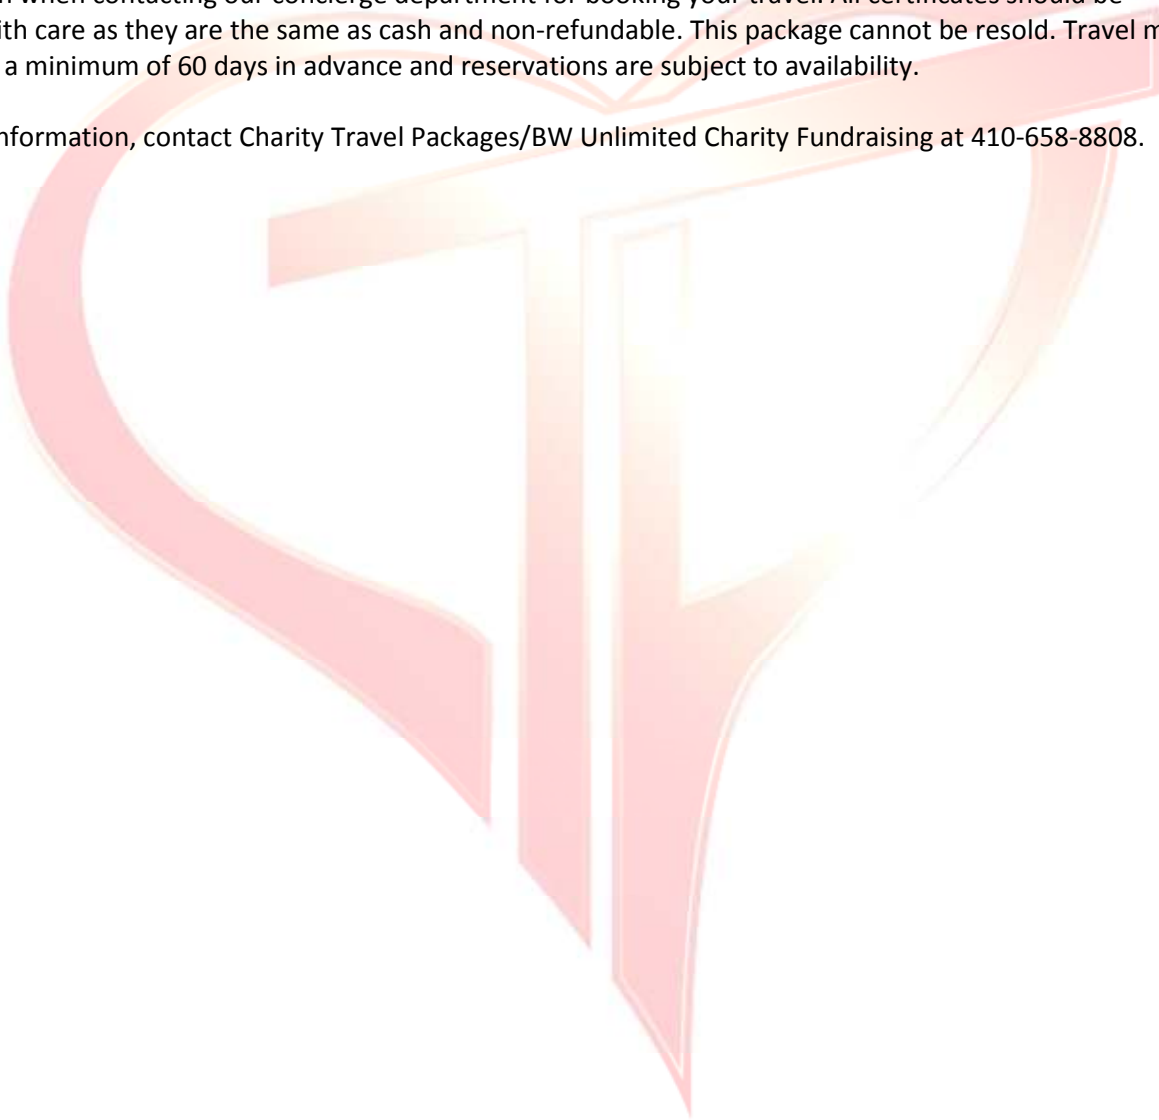 when contacting our concierge department for booking your travel. All certificates should be
with care as they are the same as cash and non-refundable. This package cannot be resold. Travel
a minimum of 60 days in advance and reservations are subject to availability.
information, contact Charity Travel Packages/BW Unlimited Charity Fundraising at 410-658-8808.